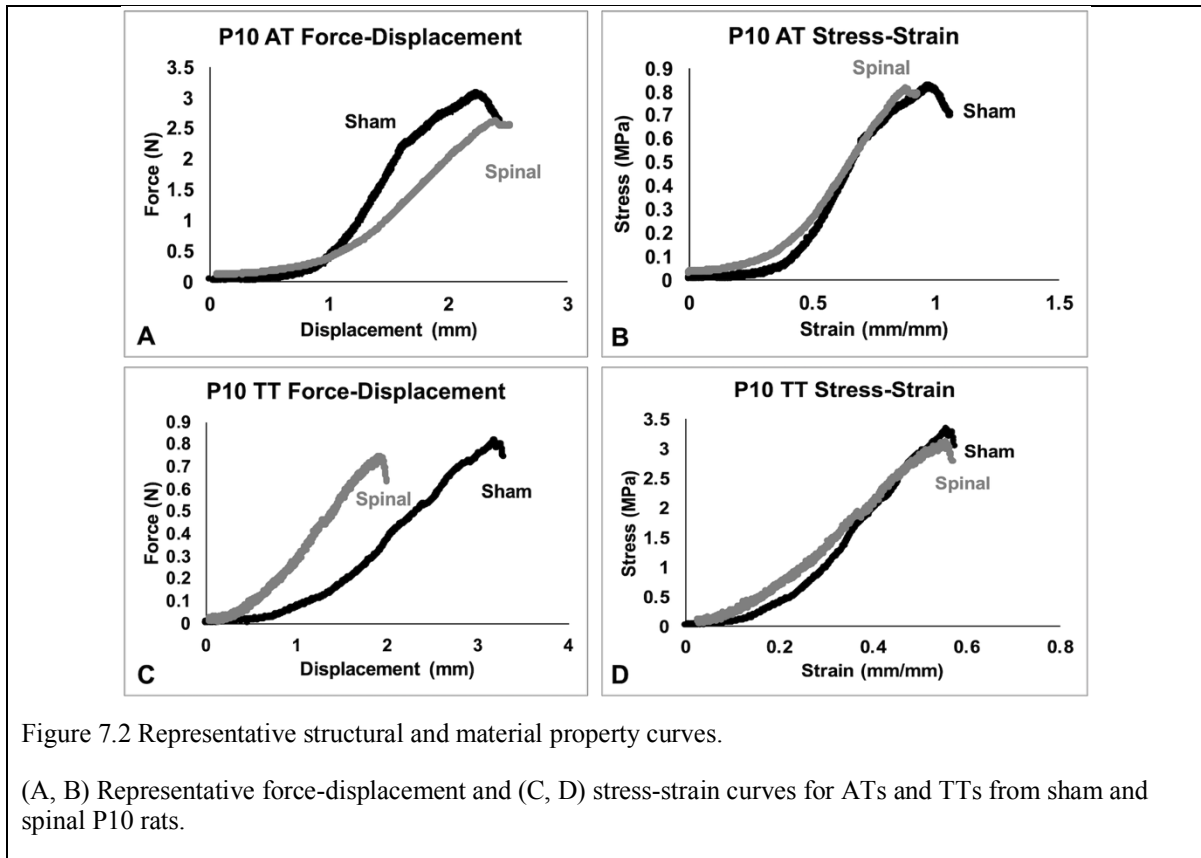 P10 AT Force-Displacement
3.5
3
2.5
2
1.5
1
0.5
0
Force (N)
Sham
Spinal
0 1 2 3
Displacement (mm)
A
P10 AT Stress-Strain
0.9
0.8
0.7
0.6
0.5
0.4
0.3
0.2
0.1
0
Stress (MPa)
Spinal
Sham
0 0.5 1 1.5
Strain (mm/mm)
B
P10 TT Force-Displacement
0.9
0.8
0.7
0.6
0.5
0.4
0.3
0.2
0.1
0
Force (N)
Spinal
Sham
0 1 2 3 4
Displacement (mm)
C
P10 TT Stress-Strain
3.5
3
2.5
2
1.5
1
0.5
0
Stress (MPa)
Sham
Spinal
0 0.2 0.4 0.6 0.8
Strain (mm/mm)
D
Figure 7.2 Representative structural and material property curves.
(A, B) Representative force-displacement and (C, D) stress-strain curves for ATs and TTs from sham and
spinal P10 rats.